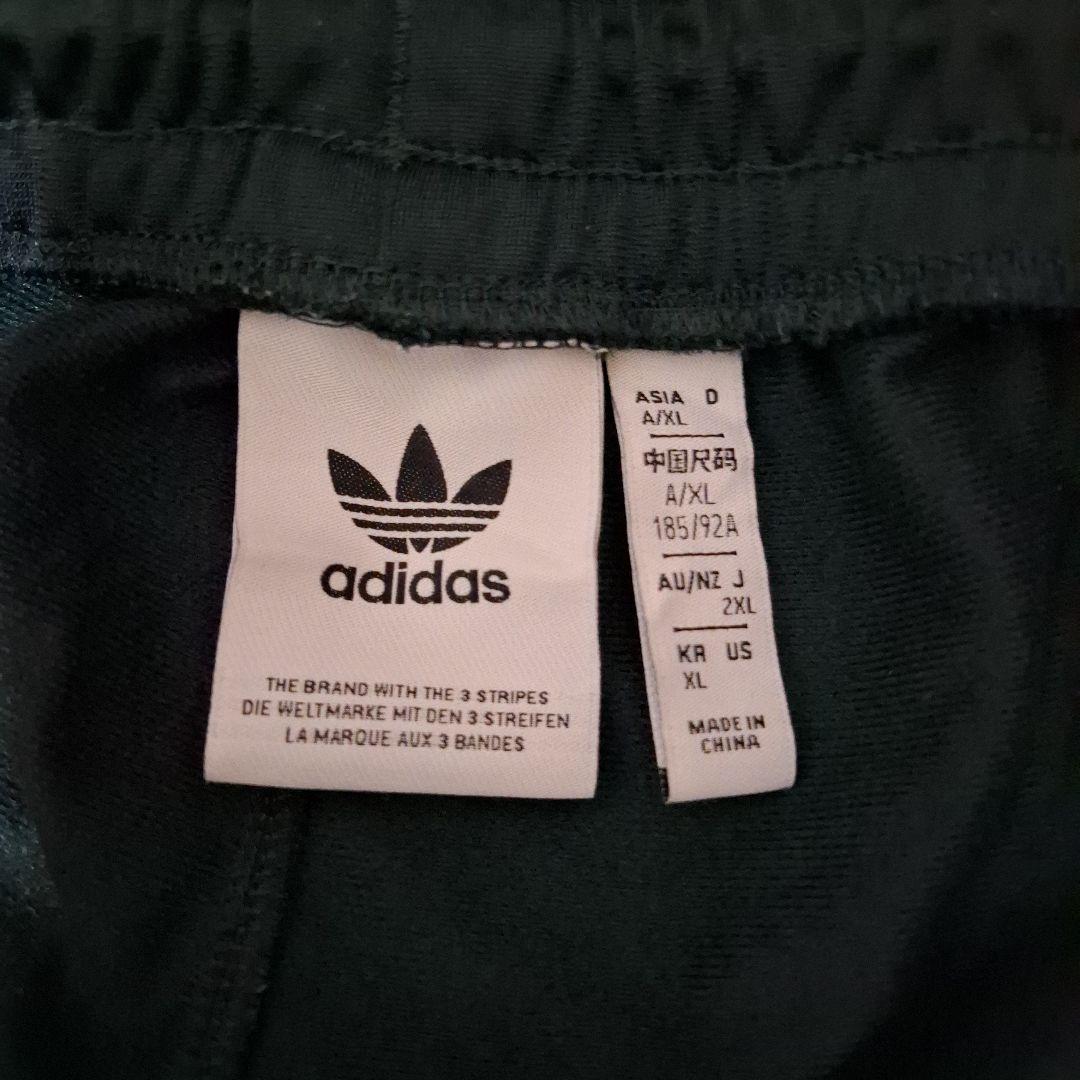 adidas
THE BRAND WITH THE 3 STRIPES
DIE WELTMARKE MIT DEN 3 STREIFEN
LA MARQUE AUX 3 BANDES
ASIA D
A/XL
中国尺码
A/XL
185/92A
AU/NZ J
2XL
KR US
XL
MADE IN
CHINA